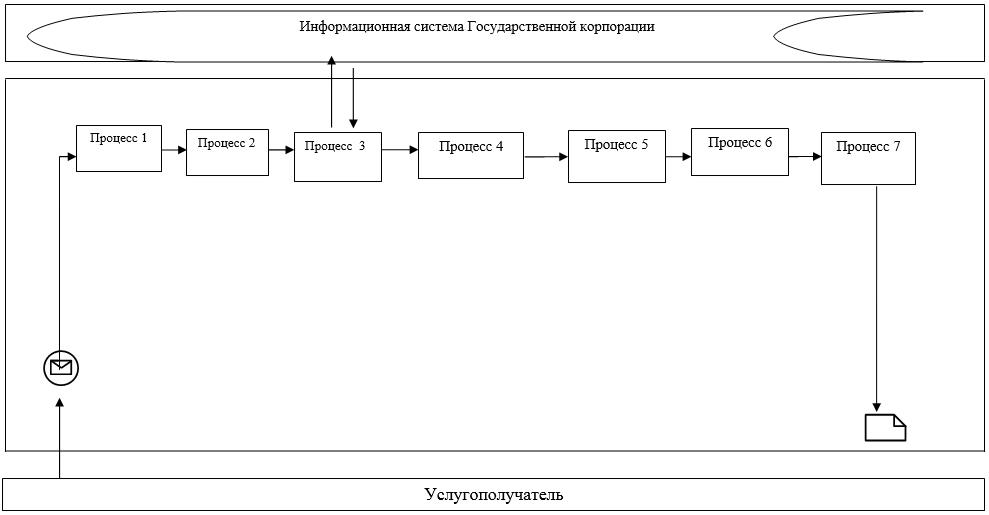 Информационная система Государственной корпорации
Процесс 1
Процесс 2
Процесс 3
Процесс 4
Процесс 5
Процесс 6
Процесс 7
Услугополучатель